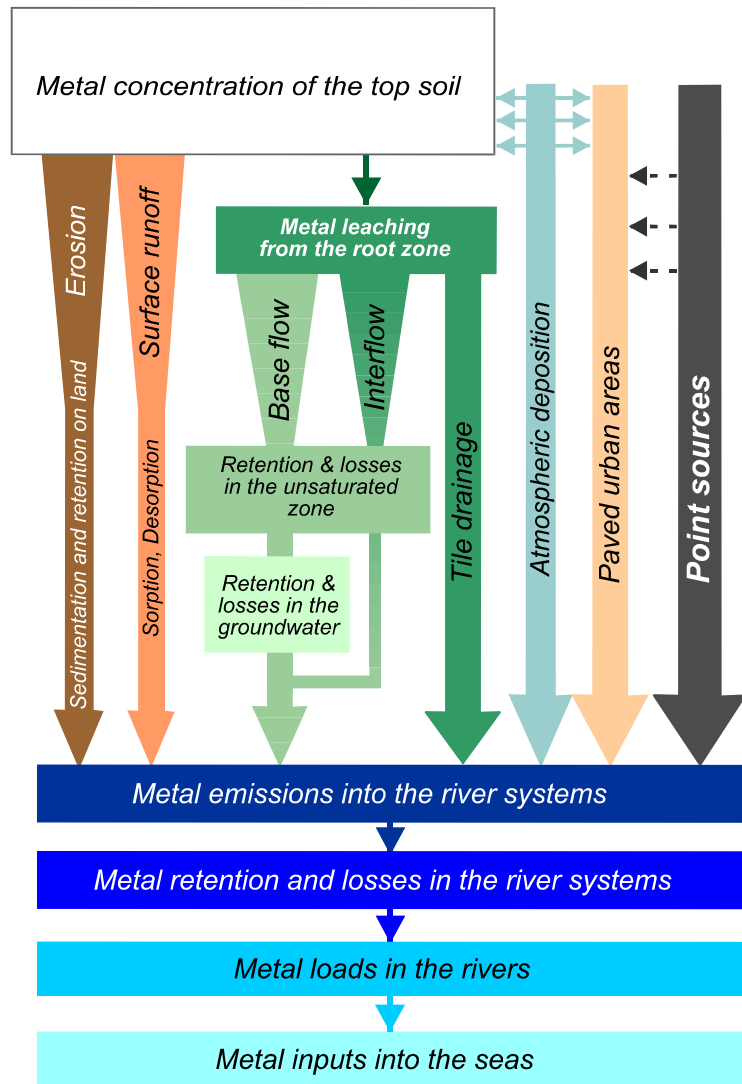 Metal concentration of the top soil
Erosion
Sedimentation and retention on land
Surface runoff
Sorption, Desorption
Metal leaching
from the root zone
Base flow
Interflow
Retention & losses
in the unsaturated
zone
Retention &
losses in the
groundwater
Tile drainage
Atmospheric deposition
Paved urban areas
Point sources
Metal emissions into the river systems
Metal retention and losses in the river systems
Metal loads in the rivers
Metal inputs into the seas